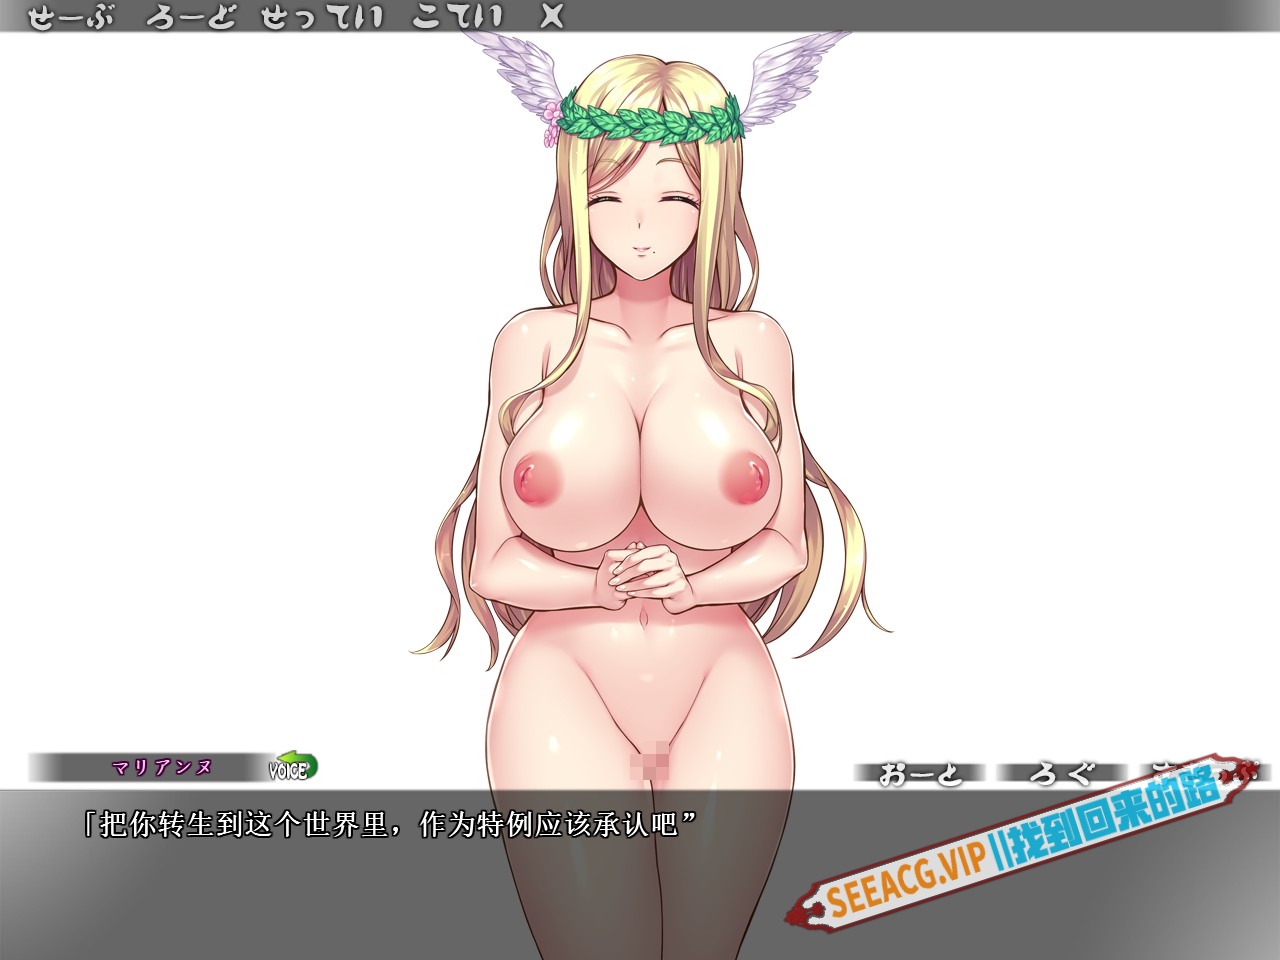 せーぶ ろーど せってい こてい X
マリアンヌ VOICE
おーと ろぐ
「把你转生到这个世界里，作为特例应该承认吧”
SEEACG.VIP||找到回来的路